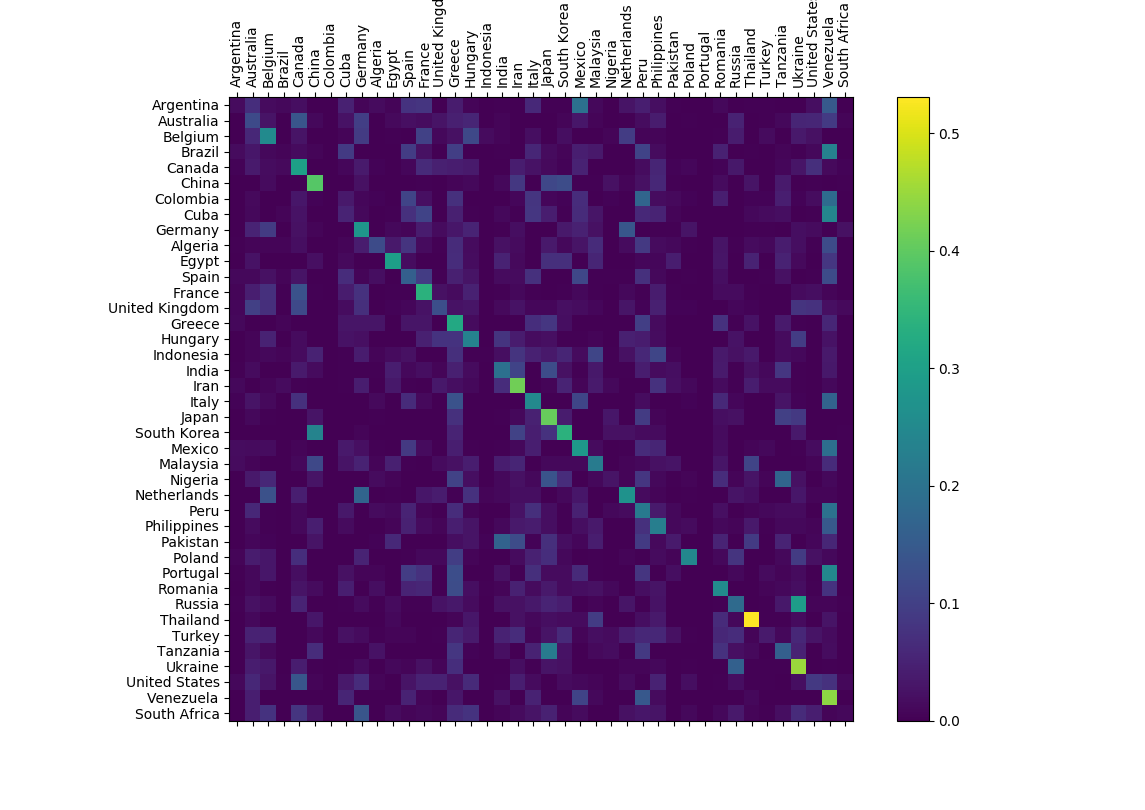 Argentina
Australia
Belgium
Brazil
Canada
China
Colombia
Cuba
Germany
Algeria
Egypt
Spain
France
United Kingd
Greece
Hungary
Indonesia
India
Iran
Italy
Japan
South Korea
Mexico
Malaysia
Nigeria
Netherlands
Peru
Philippines
Pakistan
Poland
Portugal
Romania
Russia
Thailand
Turkey
Tanzania
Ukraine
United States
Venezuela
South Africa
Argentina
Australia
Belgium
Brazil
Canada
China
Colombia
Cuba
Germany
Algeria
Egypt
Spain
France
United Kingdom
Greece
Hungary
Indonesia
India
Iran
Italy
Japan
South Korea
Mexico
Malaysia
Nigeria
Netherlands
Peru
Philippines
Pakistan
Poland
Portugal
Romania
Russia
Thailand
Turkey
Tanzania
Ukraine
United States
Venezuela
South Africa
0.5
0.4
0.3
0.2
0.1
0.0